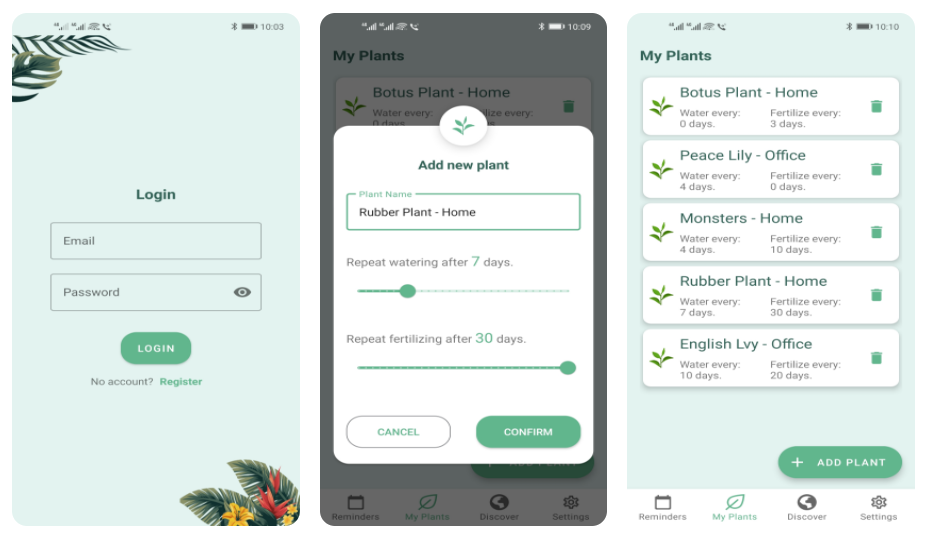 10:03
Login
Email
Password
LOGIN
No account? Register
10:09
My Plants
Botus Plant - Home
Water every:
0 days.
ilize every:
Add new plant
Plant Name
Rubber Plant - Home
Repeat watering after 7 days.
Repeat fertilizing after 30 days.
CANCEL
CONFIRM
Reminders
My Plants
Discover
Settings
10:10
My Plants
Botus Plant - Home
Water every: Fertilize every:
0 days. 3 days.
Peace Lily - Office
Water every: Fertilize every:
4 days. 0 days.
Monsters - Home
Water every: Fertilize every:
4 days. 10 days.
Rubber Plant - Home
Water every: Fertilize every:
7 days. 30 days.
English Lvy - Office
Water every: Fertilize every:
10 days. 20 days.
+ ADD PLANT
Reminders
My Plants
Discover
Settings